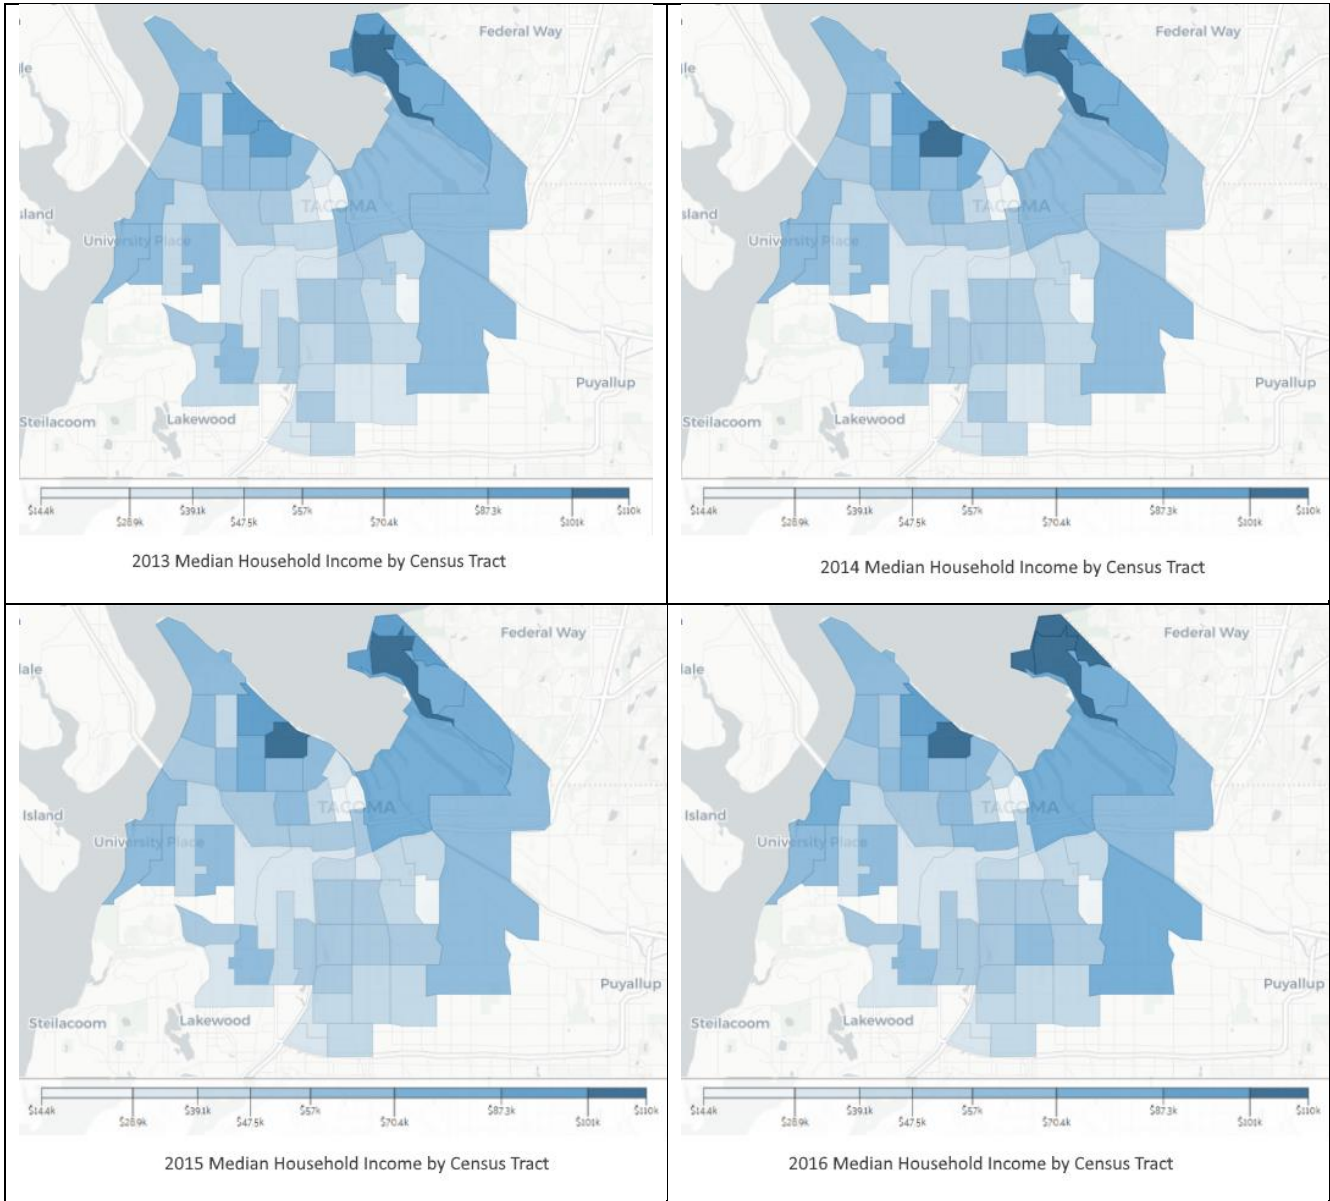 Federal Way
le
Island
TACOMA
University Place
Puyallup
Steilacoom
Lakewood
$14.4k $28.9k $39.1k $47.5k $57k $70.4k $87.3k $101k $110k
2013 Median Household Income by Census Tract
Federal Way
le
sland
TACOMA
University Place
Puyallup
Steilacoom
Lakewood
$14.4k $28.9k $39.1k $47.5k $57k $70.4k $87.3k $101k $110k
2014 Median Household Income by Census Tract
Federal Way
ale
Island
TACOMA
University Place
Puyallup
Steilacoom
Lakewood
$14.4k $28.9k $39.1k $47.5k $57k $70.4k $87.3k $101k $110k
2015 Median Household Income by Census Tract
Federal Way
dale
Island
TACOMA
University Place
Puyallup
Steilacoom
Lakewood
$14.4k $28.9k $39.1k $47.5k $57k $70.4k $87.3k $101k $110k
2016 Median Household Income by Census Tract